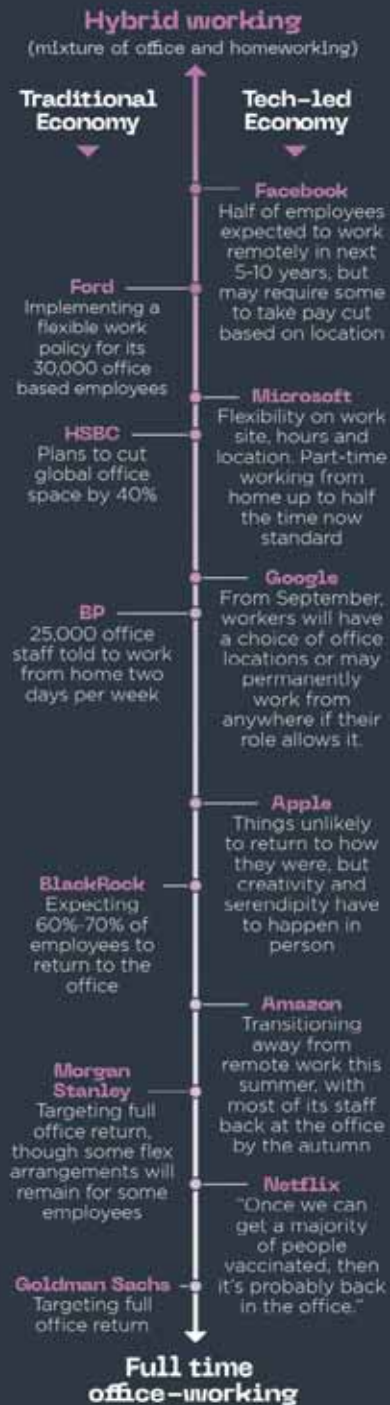 Hybrid working
(mixture of office and homeworking)
Traditional
Economy
Tech-led
Economy
Facebook
Half of employees
expected to work
remotely in next
5-10 years, but
may require some
to take pay cut
based on location
Ford
Implementing a
flexible work
policy for its
30,000 office
based employees
Microsoft
Flexibility on work
site, hours and
location. Part-time
working from
home up to half
the time now
standard
HSBC
Plans to cut
global office
space by 40%
Google
From September,
workers will have
a choice of office
locations or may
permanently
work from
anywhere if their
role allows it.
BP
25,000 office
staff told to work
from home two
days per week
Apple
Things unlikely
to return to how
they were, but
creativity and
serendipity have
to happen in
person
BlackRock
Expecting
60%-70% of
employees to
return to the
office
Amazon
Transitioning
away from
remote work this
summer, with
most of its staff
back at the office
by the autumn
Morgan
Stanley
Targeting full
office return,
though some flex
arrangements will
remain for some
employees
Netflix
"Once we can
get a majority
of people
vaccinated, then
it's probably back
in the office."
Goldman Sachs
Targeting full
office return
Full time
office-working